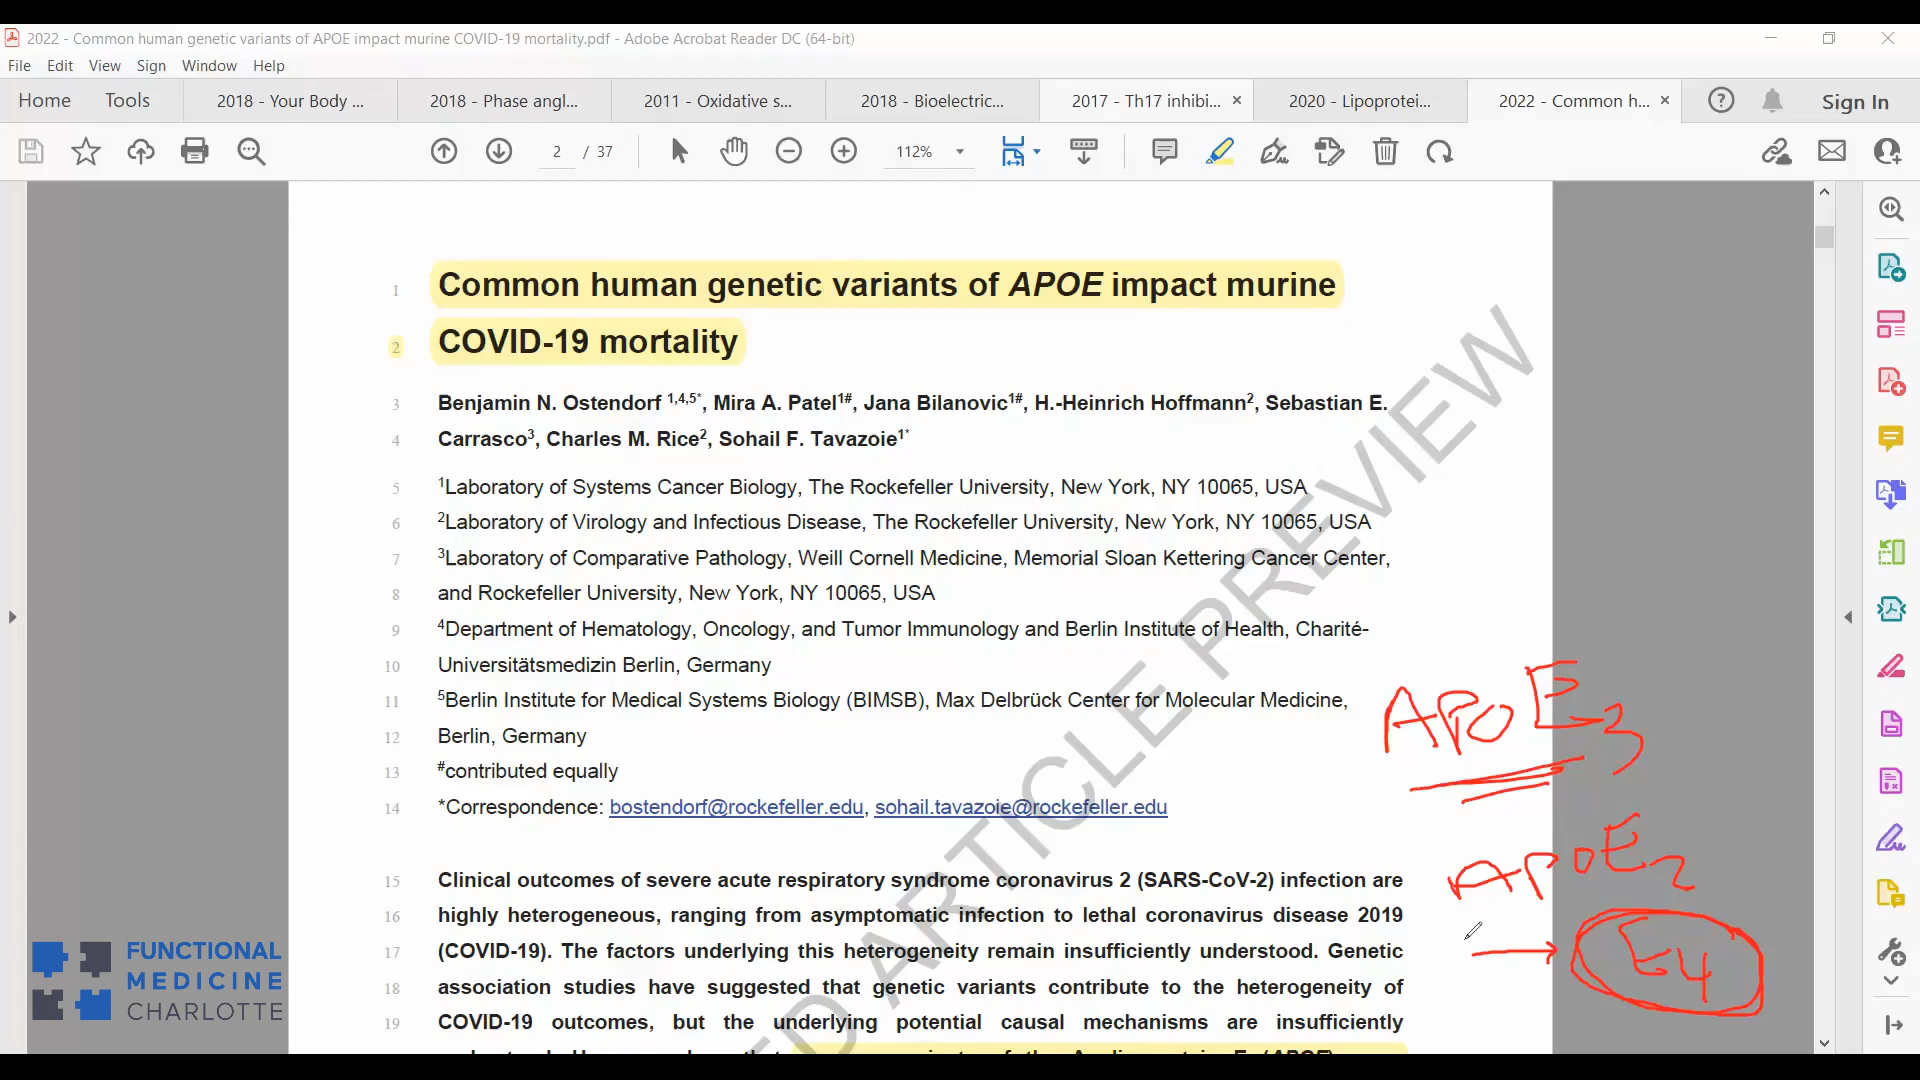 2022 - Common human genetic variants of APOE impact murine COVID-19 mortality.pdf - Adobe Acrobat Reader DC (64-bit)
File Edit View Sign Window Help
Home Tools 2018 - Your Body ... 2018 - Phase angl... 2011 - Oxidative s... 2018 - Bioelectric... 2017 - Th17 inhibi... 2020 - Lipoprotei... 2022 - Common h... Sign In
2 / 37 112%
1 Common human genetic variants of APOE impact murine
2 COVID-19 mortality
3 Benjamin N. Ostendorf 1,4,5*, Mira A. Patel1#, Jana Bilanovic1#, H.-Heinrich Hoffmann2, Sebastian E.
4 Carrasco3, Charles M. Rice2, Sohail F. Tavazoie1*
5 1Laboratory of Systems Cancer Biology, The Rockefeller University, New York, NY 10065, USA
6 2Laboratory of Virology and Infectious Disease, The Rockefeller University, New York, NY 10065, USA
7 3Laboratory of Comparative Pathology, Weill Cornell Medicine, Memorial Sloan Kettering Cancer Center,
8 and Rockefeller University, New York, NY 10065, USA
9 4Department of Hematology, Oncology, and Tumor Immunology and Berlin Institute of Health, Charité-
10 Universitätsmedizin Berlin, Germany
11 5Berlin Institute for Medical Systems Biology (BIMSB), Max Delbrück Center for Molecular Medicine,
12 Berlin, Germany
13 #contributed equally
14 *Correspondence: bostendorf@rockefeller.edu, sohail.tavazoie@rockefeller.edu
15 Clinical outcomes of severe acute respiratory syndrome coronavirus 2 (SARS-CoV-2) infection are
16 highly heterogeneous, ranging from asymptomatic infection to lethal coronavirus disease 2019
17 (COVID-19). The factors underlying this heterogeneity remain insufficiently understood. Genetic
18 association studies have suggested that genetic variants contribute to the heterogeneity of
19 COVID-19 outcomes, but the underlying potential causal mechanisms are insufficiently
ARTICLE PREVIEW
APOE3
APOE2
E4
FUNCTIONAL
MEDICINE
CHARLOTTE